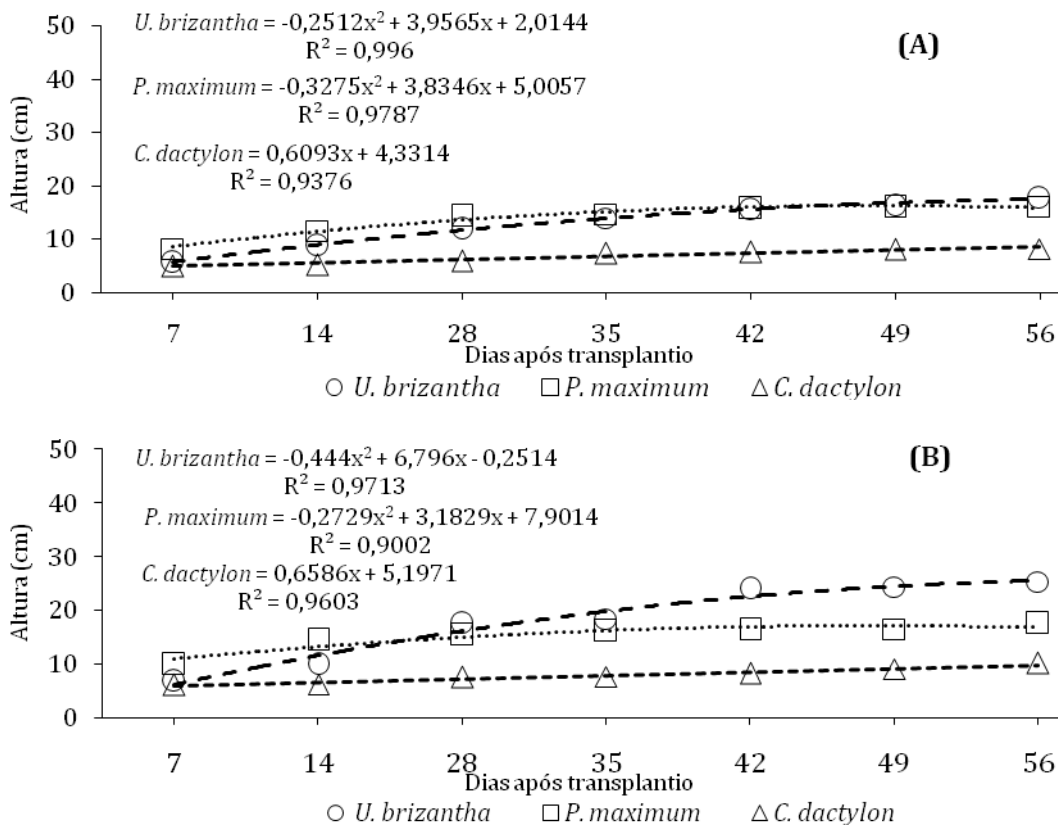 50
U. brizantha = -0,2512x² + 3,9565x + 2,0144
R² = 0,996
(A)
40
P. maximum = -0,3275x² + 3,8346x + 5,0057
R² = 0,9787
30
C. dactylon = 0,6093x + 4,3314
R² = 0,9376
20
10
0
Altura (cm)
7 14 28 35 42 49 56
Dias após transplantio
U. brizantha P. maximum C. dactylon
50
U. brizantha = -0,444x² + 6,796x - 0,2514
R² = 0,9713
(B)
40
P. maximum = -0,2729x² + 3,1829x + 7,9014
R² = 0,9002
30
C. dactylon = 0,6586x + 5,1971
R² = 0,9603
20
10
0
Altura (cm)
7 14 28 35 42 49 56
Dias após transplantio
U. brizantha P. maximum C. dactylon